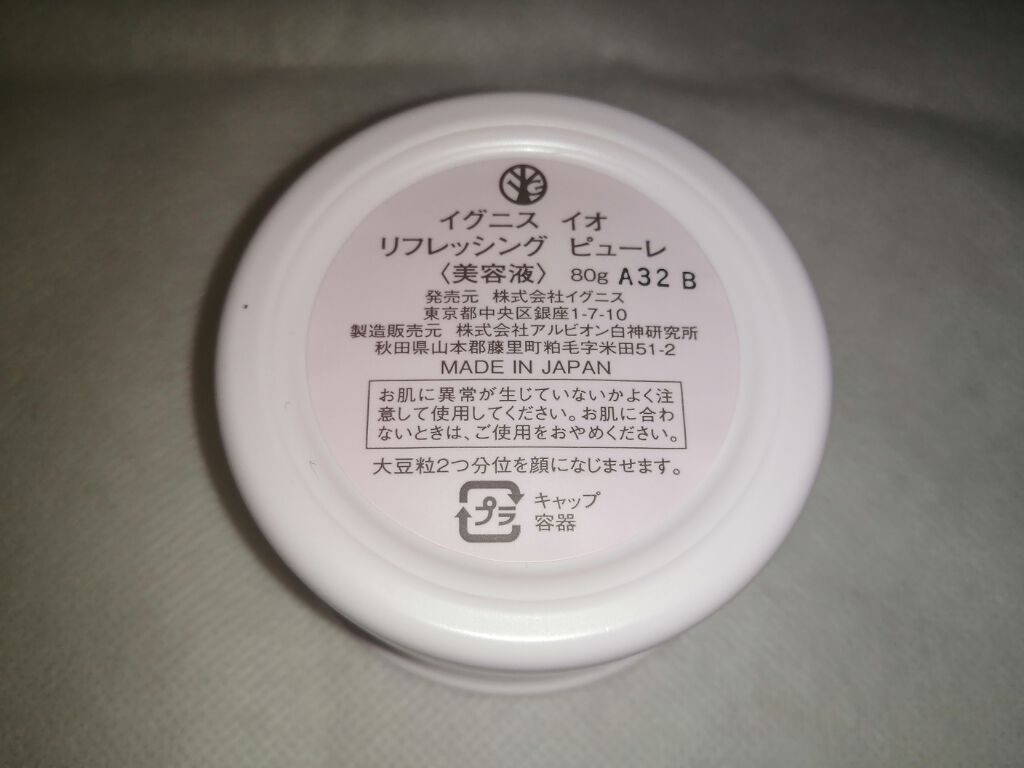 イグニス イオ
リフレッシング ピューレ
〈美容液〉 80g A32 B
発売元 株式会社イグニス
東京都中央区銀座1-7-10
製造販売元 株式会社アルビオン白神研究所
秋田県山本郡藤里町粕毛字米田51-2
MADE IN JAPAN
お肌に異常が生じていないかよく注
意して使用してください。お肌に合わ
ないときは、ご使用をおやめください。
大豆粒2つ分位を顔になじませます。
プラ キャップ
容器